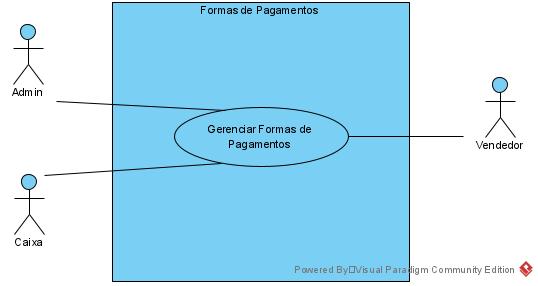 Formas de Pagamentos
Admin
Gerenciar Formas de
Pagamentos
Vendedor
Caixa
Powered By Visual Paradigm Community Edition